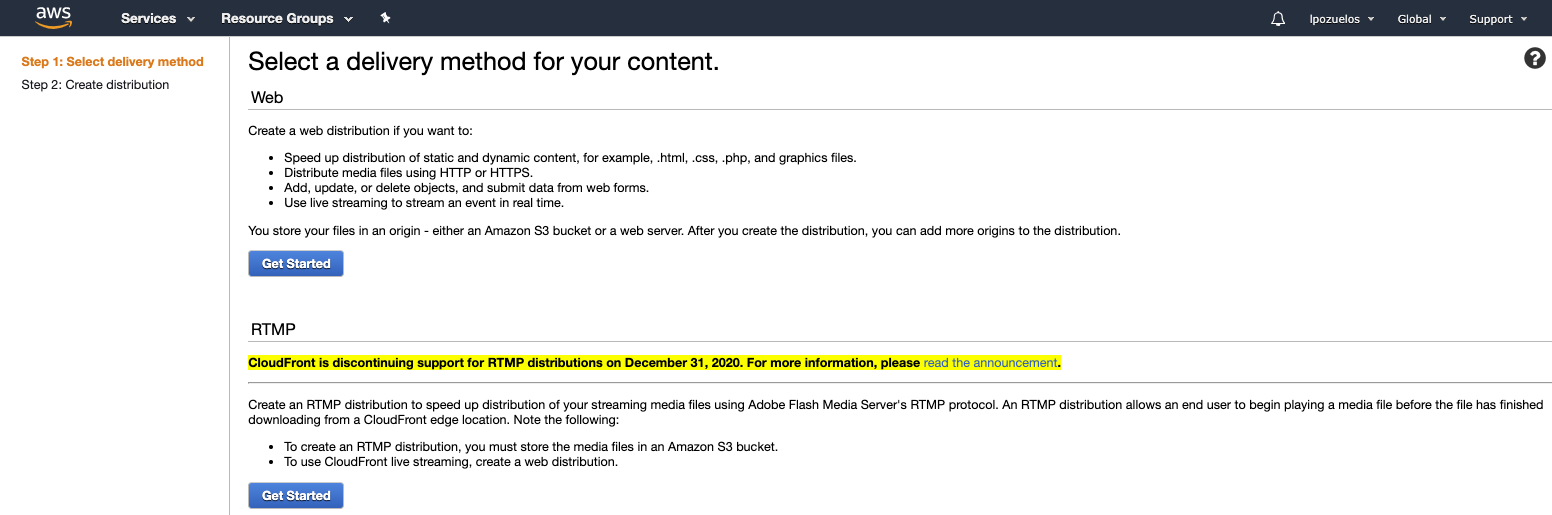 aws Services Resource Groups lpozuelos Global Support
Step 1: Select delivery method
Step 2: Create distribution
Select a delivery method for your content.
?
Web
Create a web distribution if you want to:
• Speed up distribution of static and dynamic content, for example, .html, .css, .php, and graphics files.
• Distribute media files using HTTP or HTTPS.
• Add, update, or delete objects, and submit data from web forms.
• Use live streaming to stream an event in real time.
You store your files in an origin - either an Amazon S3 bucket or a web server. After you create the distribution, you can add more origins to the distribution.
Get Started
RTMP
CloudFront is discontinuing support for RTMP distributions on December 31, 2020. For more information, please read the announcement.
Create an RTMP distribution to speed up distribution of your streaming media files using Adobe Flash Media Server's RTMP protocol. An RTMP distribution allows an end user to begin playing a media file before the file has finished
downloading from a CloudFront edge location. Note the following:
• To create an RTMP distribution, you must store the media files in an Amazon S3 bucket.
• To use CloudFront live streaming, create a web distribution.
Get Started